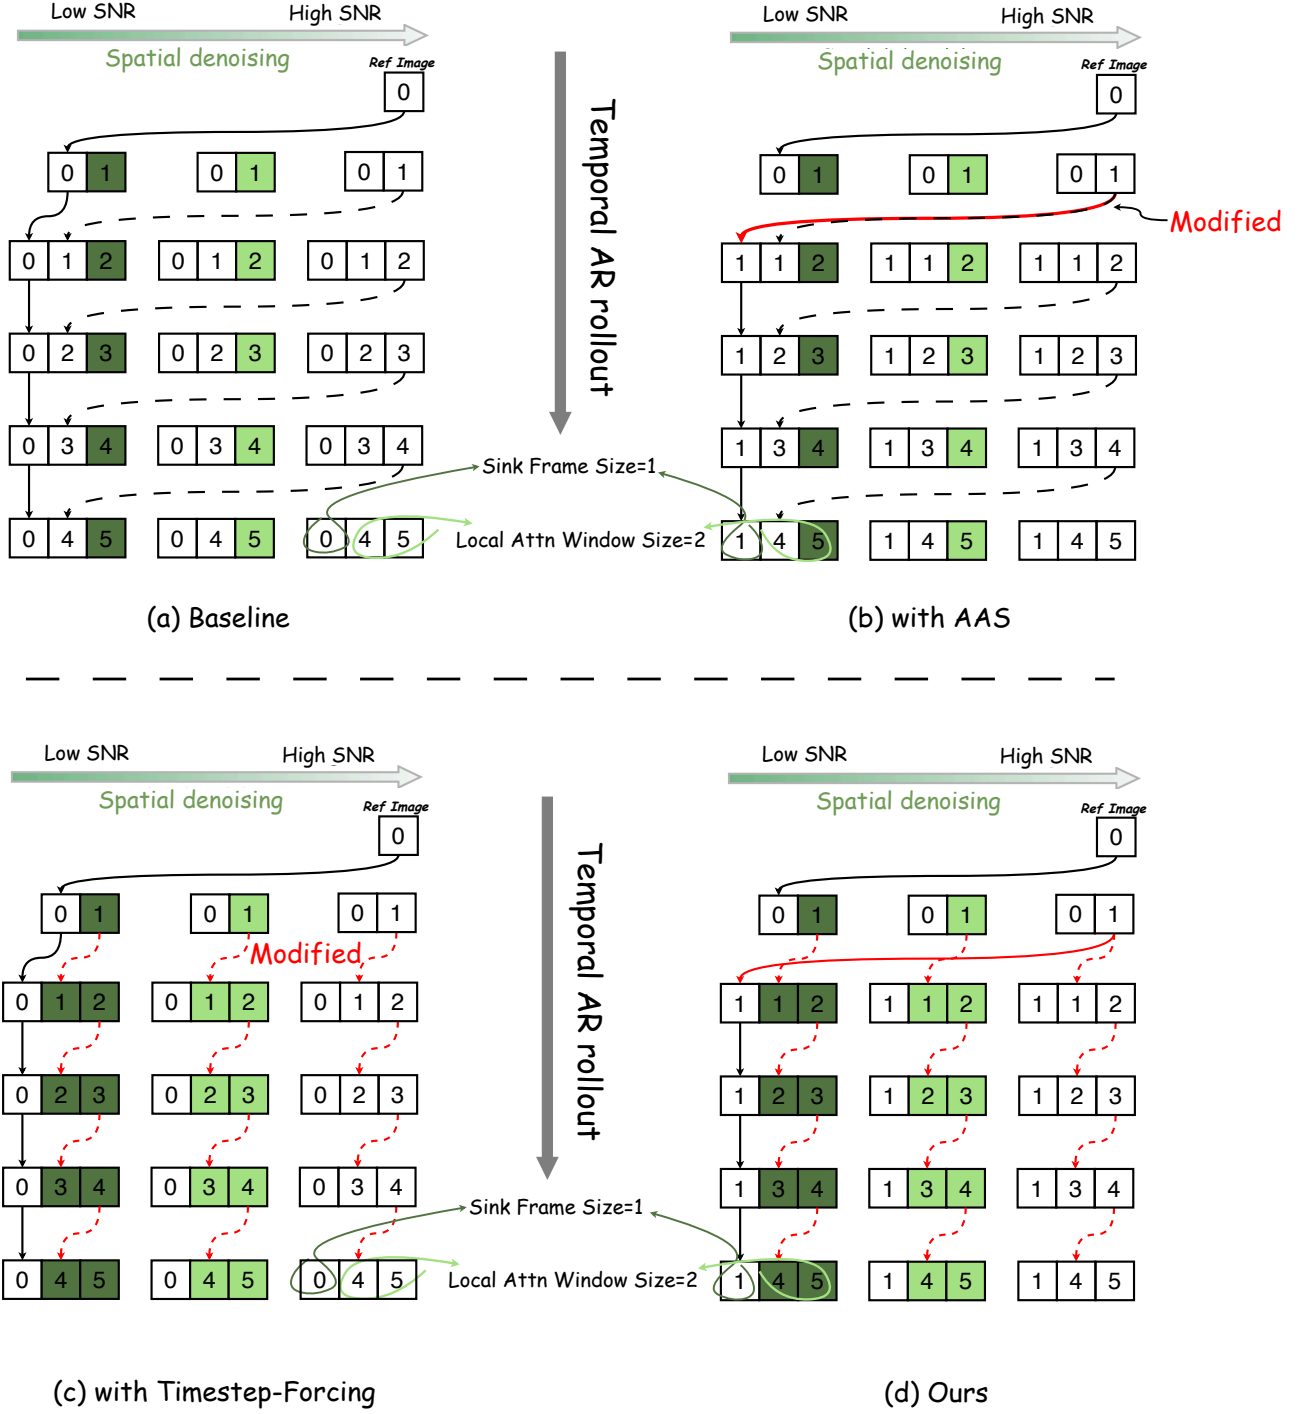 Low SNR High SNR
Spatial denoising
Ref Image
0
0 1 0 1 0 1
0 1 2 0 1 2 0 1 2
0 2 3 0 2 3 0 2 3
0 3 4 0 3 4 0 3 4
0 4 5 0 4 5 0 4 5
(a) Baseline
Temporal AR rollout
Sink Frame Size=1
Local Attn Window Size=2
Low SNR High SNR
Spatial denoising
Ref Image
0
0 1 0 1 0 1
Modified
1 1 2 1 1 2 1 1 2
1 2 3 1 2 3 1 2 3
1 3 4 1 3 4 1 3 4
1 4 5 1 4 5 1 4 5
(b) with AAS
Low SNR High SNR
Spatial denoising
Ref Image
0
0 1 0 1 0 1
Modified
0 1 2 0 1 2 0 1 2
0 2 3 0 2 3 0 2 3
0 3 4 0 3 4 0 3 4
0 4 5 0 4 5 0 4 5
(c) with Timestep-Forcing
Temporal AR rollout
Sink Frame Size=1
Local Attn Window Size=2
Low SNR High SNR
Spatial denoising
Ref Image
0
0 1 0 1 0 1
1 1 2 1 1 2 1 1 2
1 2 3 1 2 3 1 2 3
1 3 4 1 3 4 1 3 4
1 4 5 1 4 5 1 4 5
(d) Ours